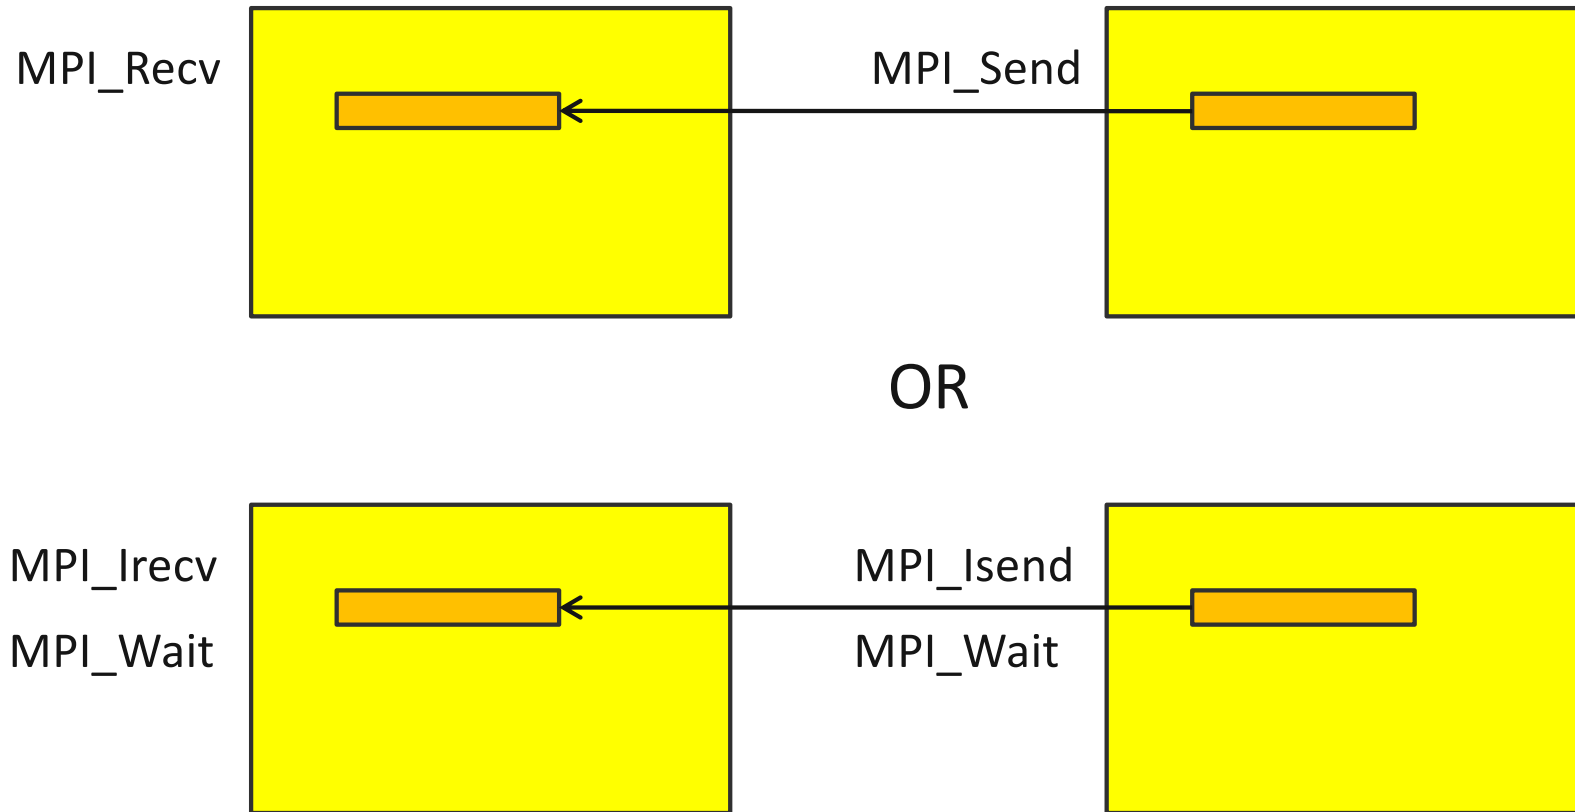 MPI_Recv
MPI_Send
OR
MPI_Irecv
MPI_Isend
MPI_Wait
MPI_Wait